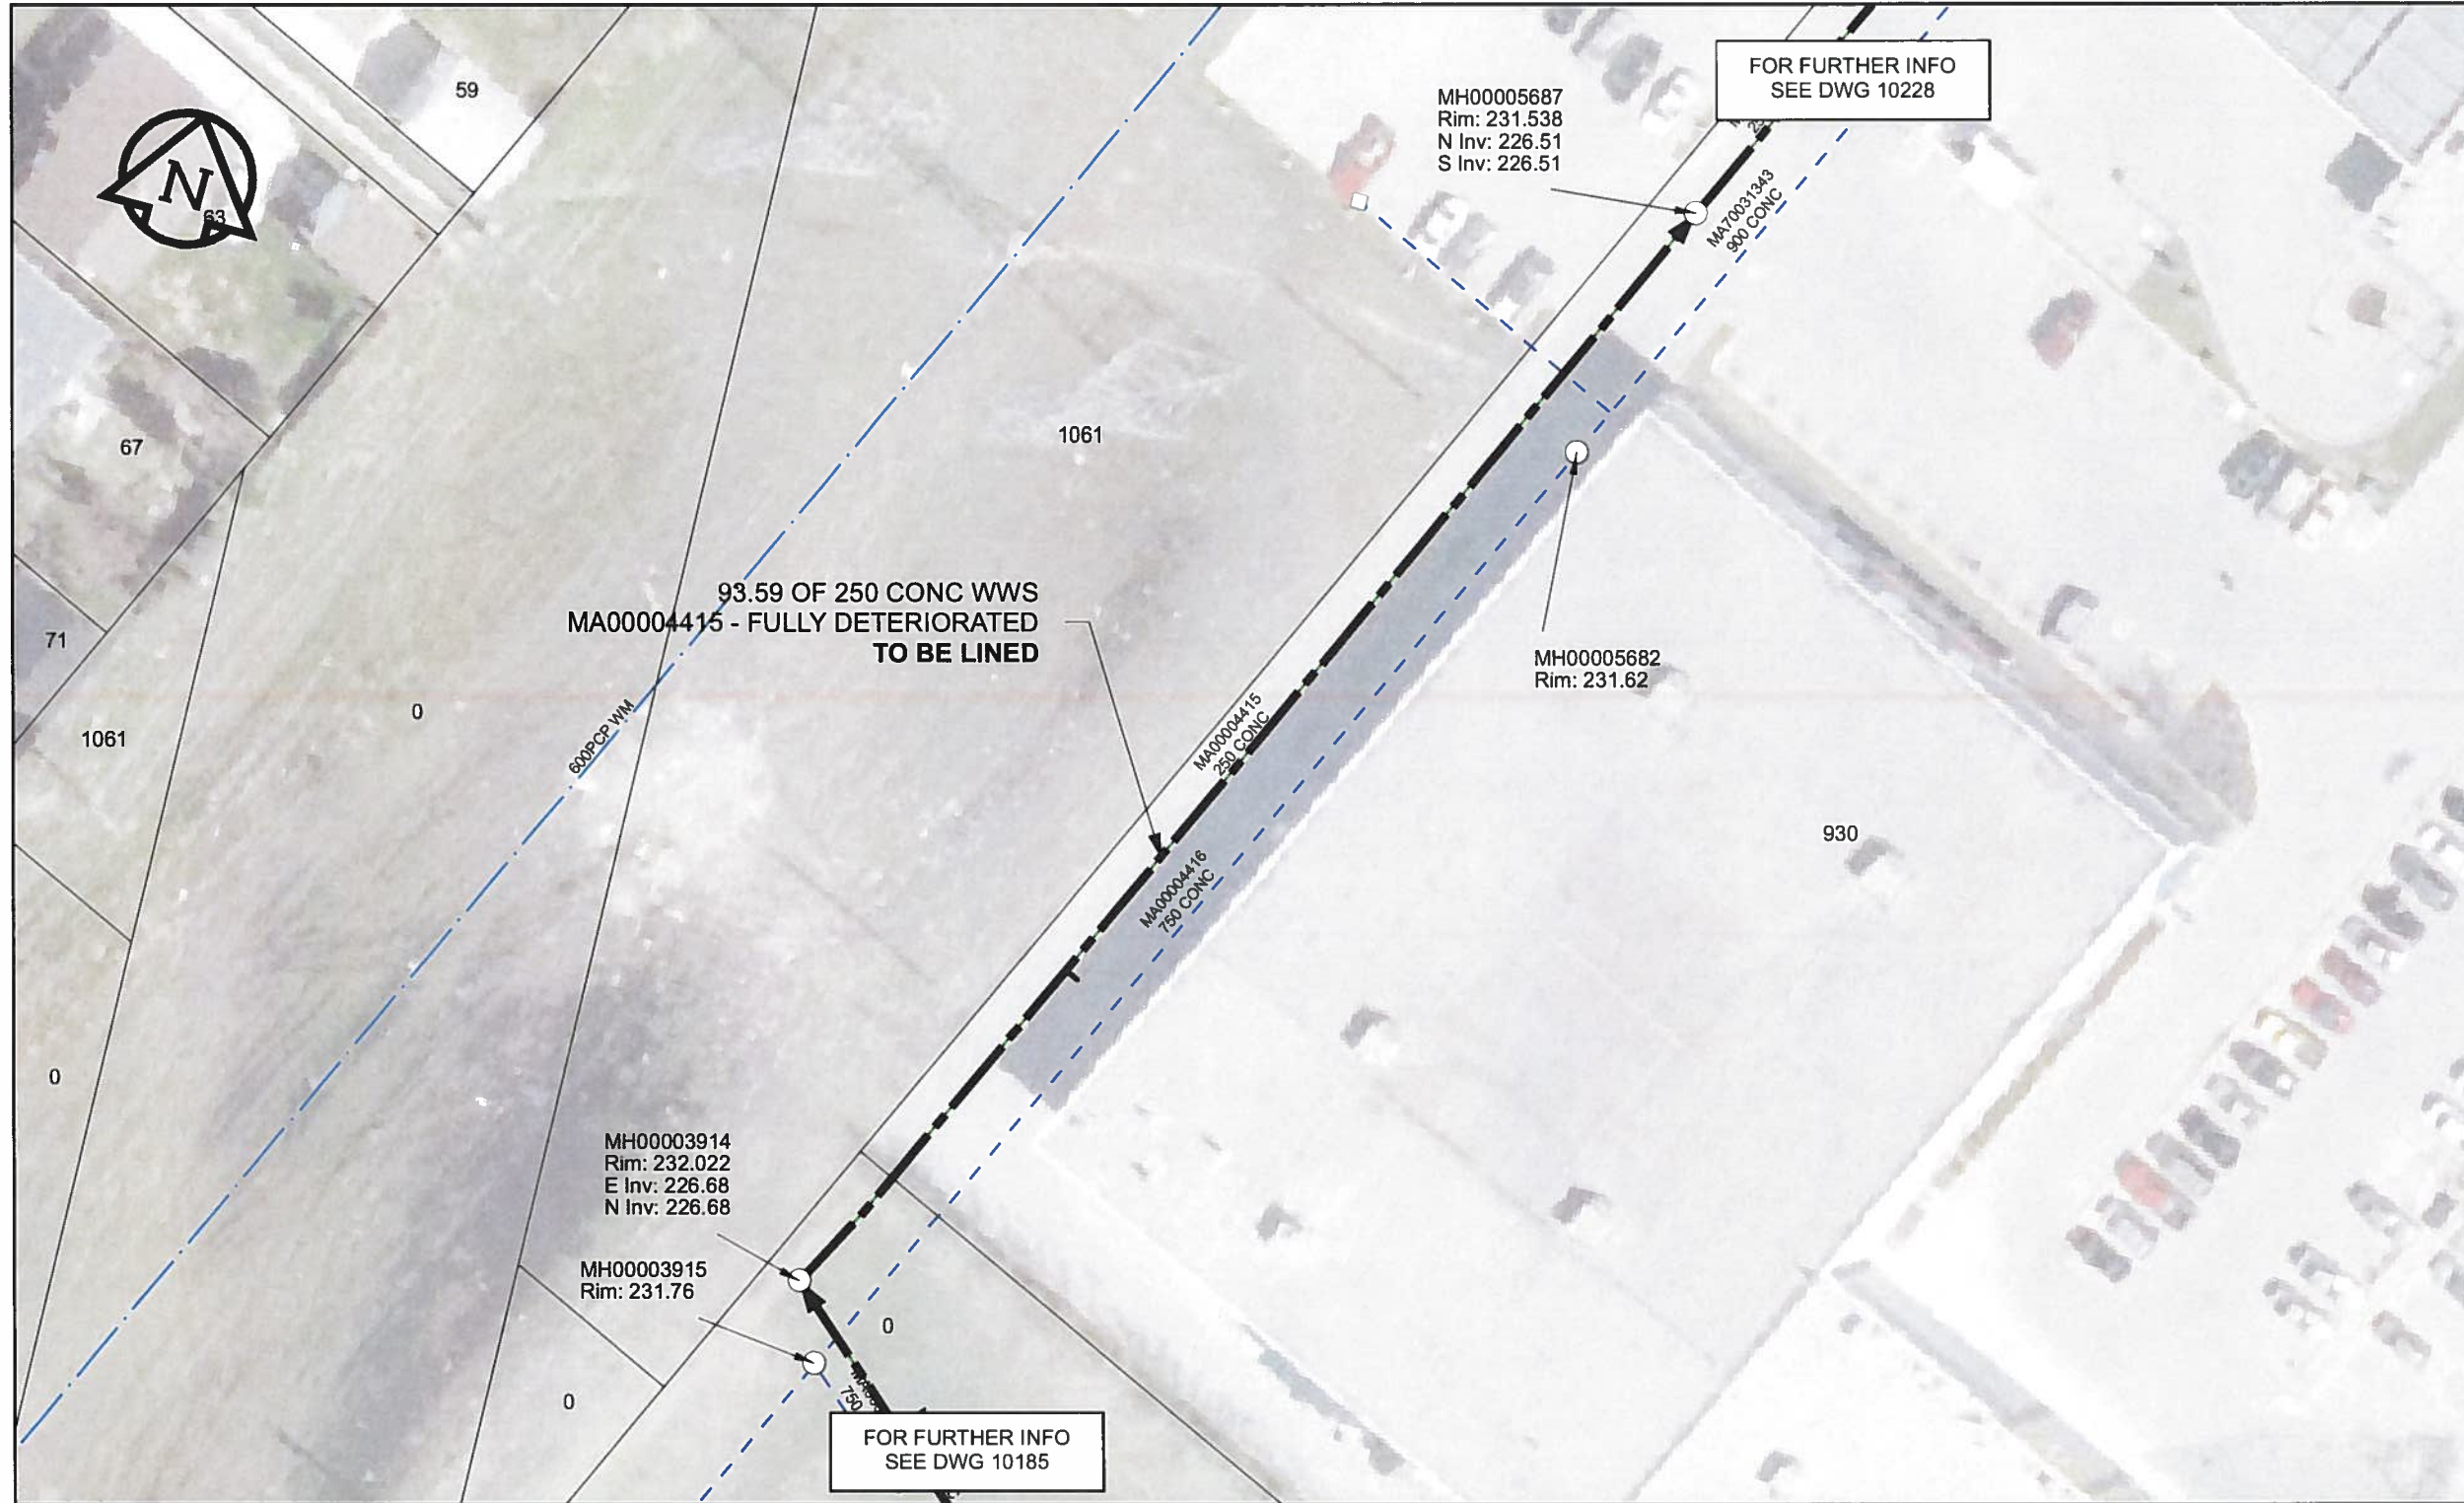 59
FOR FURTHER INFO
SEE DWG 10228
MH00005687
Rim: 231.538
N Inv: 226.51
S Inv: 226.51
N
63
MA70031343
900 CONC
67
1061
93.59 OF 250 CONC WWS
MA00004415 - FULLY DETERIORATED
TO BE LINED
71
MH00005682
Rim: 231.62
0
1061
600PCP WM
MA00004415
250 CONC
930
MA00004416
750 CONC
0
MH00003914
Rim: 232.022
E Inv: 226.68
N Inv: 226.68
MH00003915
Rim: 231.76
0
0
750
FOR FURTHER INFO
SEE DWG 10185